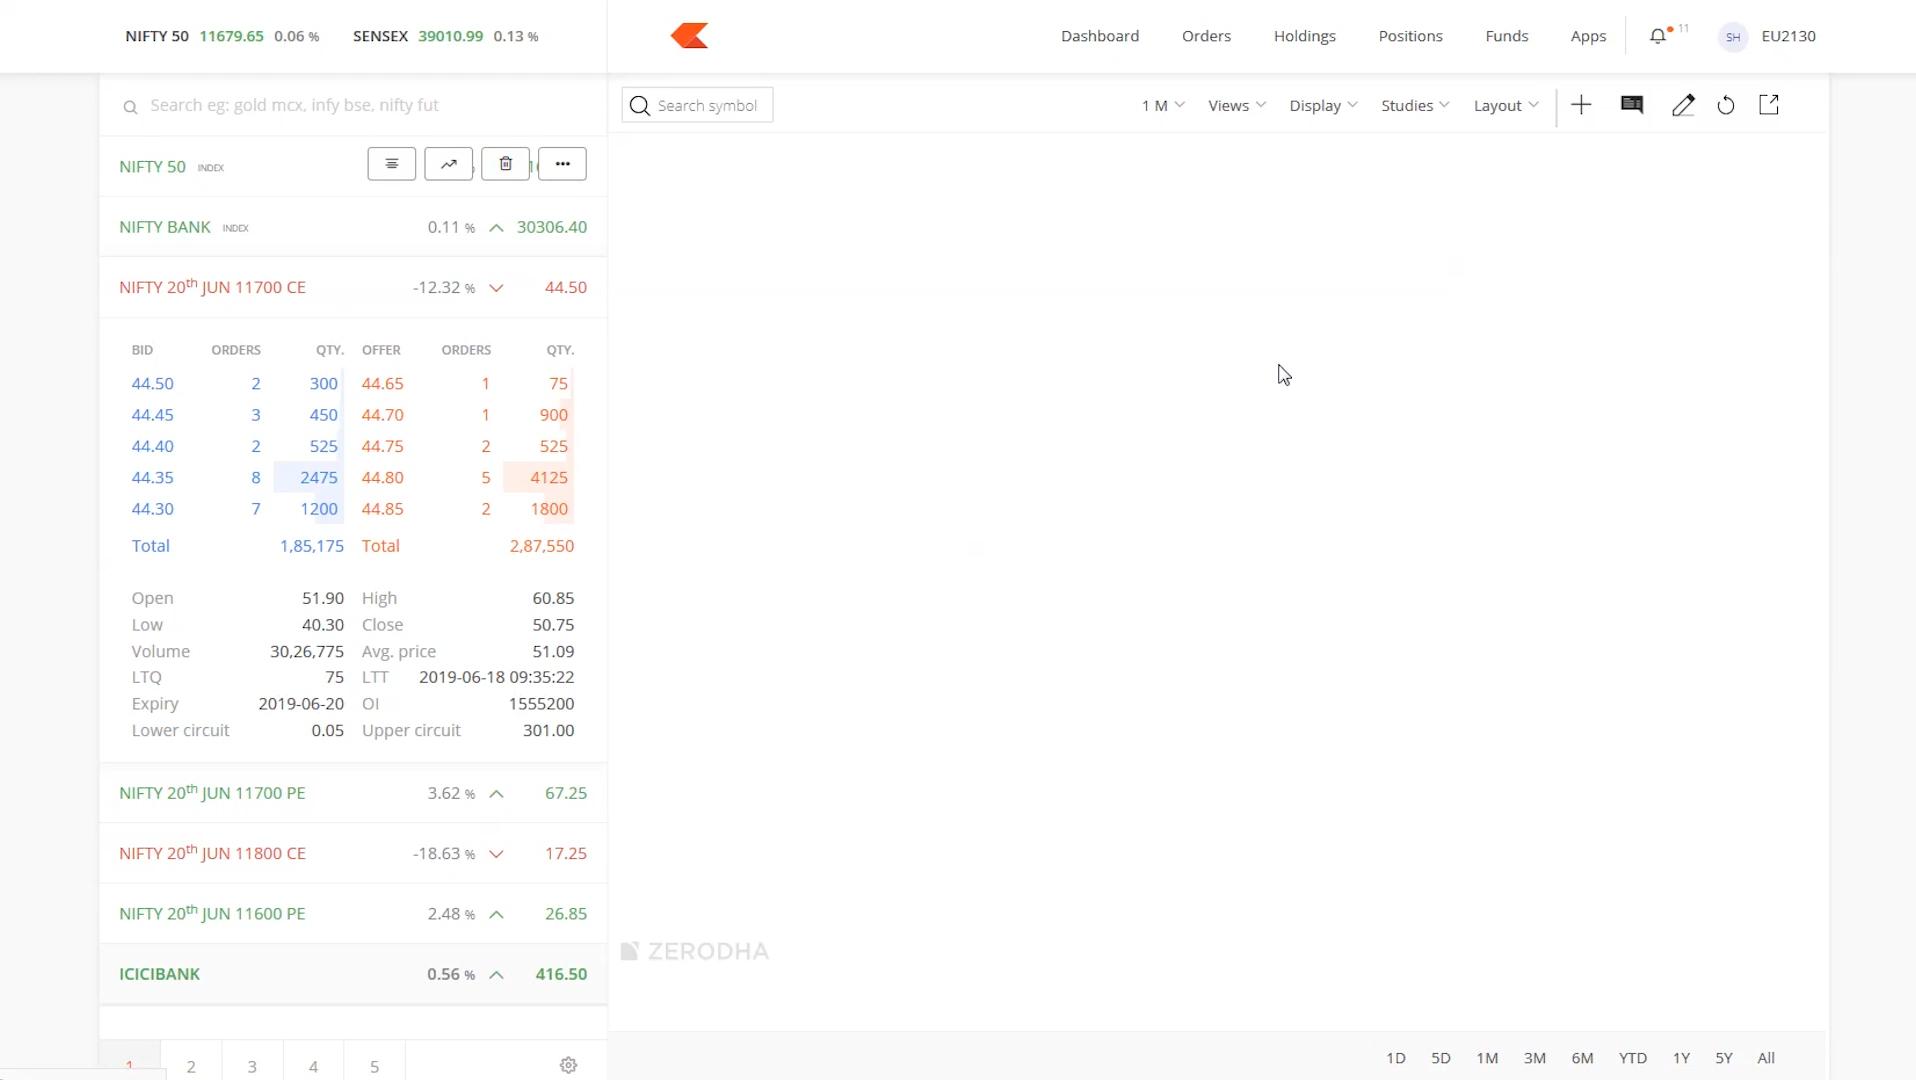 NIFTY 50 11679.65 0.06 % SENSEX 39010.99 0.13 %
Dashboard Orders Holdings Positions Funds Apps 11 SH EU2130
Search eg: gold mcx, infy bse, nifty fut
Search symbol 1 M Views Display Studies Layout
NIFTY 50 INDEX
NIFTY BANK INDEX 0.11 % 30306.40
NIFTY 20th JUN 11700 CE -12.32 % 44.50
BID ORDERS QTY. OFFER ORDERS QTY.
44.50 2 300 44.65 1 75
44.45 3 450 44.70 1 900
44.40 2 525 44.75 2 525
44.35 8 2475 44.80 5 4125
44.30 7 1200 44.85 2 1800
Total 1,85,175 Total 2,87,550
Open 51.90 High 60.85
Low 40.30 Close 50.75
Volume 30,26,775 Avg. price 51.09
LTQ 75 LTT 2019-06-18 09:35:22
Expiry 2019-06-20 OI 1555200
Lower circuit 0.05 Upper circuit 301.00
NIFTY 20th JUN 11700 PE 3.62 % 67.25
NIFTY 20th JUN 11800 CE -18.63 % 17.25
NIFTY 20th JUN 11600 PE 2.48 % 26.85
ZERODHA
ICICIBANK 0.56 % 416.50
1 2 3 4 5
1D 5D 1M 3M 6M YTD 1Y 5Y All